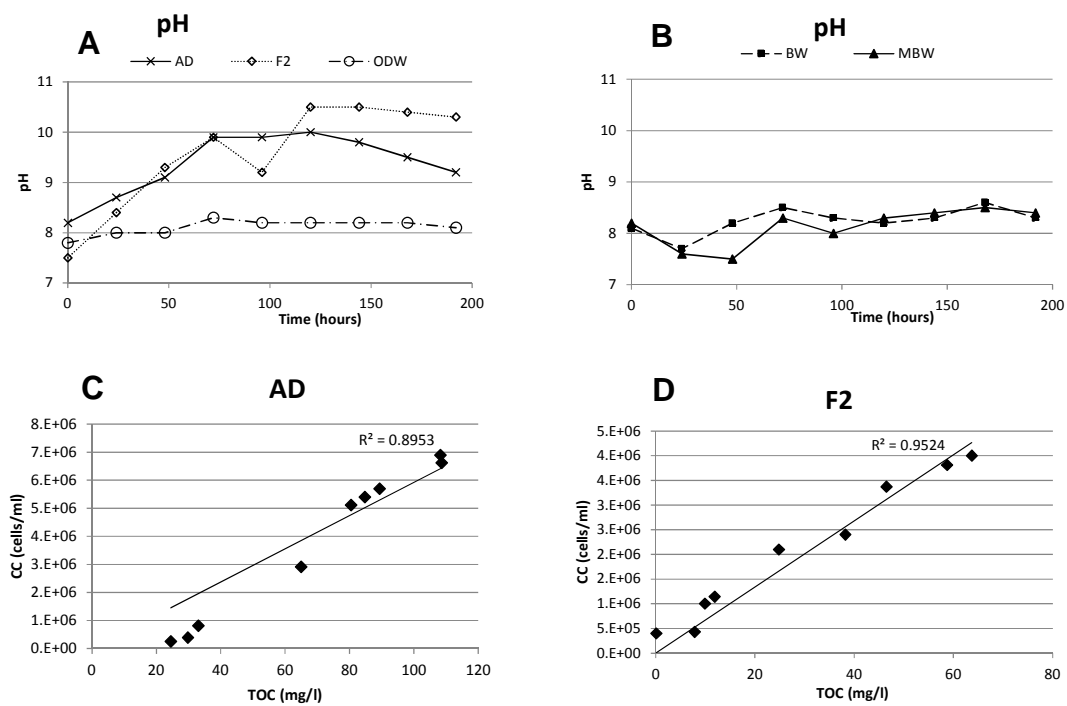 A
pH
AD
F2
ODW
11
10
9
8
7
pH
0
50
100
150
200
Time (hours)
B
pH
BW
MBW
11
10
9
8
7
pH
0
50
100
150
200
Time (hours)
C
AD
8.E+06
7.E+06
6.E+06
5.E+06
4.E+06
3.E+06
2.E+06
1.E+06
0.E+00
CC (cells/ml)
R² = 0.8953
0
20
40
60
80
100
120
TOC (mg/l)
D
F2
5.E+06
4.E+06
4.E+06
3.E+06
3.E+06
2.E+06
2.E+06
1.E+06
5.E+05
0.E+00
CC (cells/ml)
R² = 0.9524
0
20
40
60
80
TOC (mg/l)